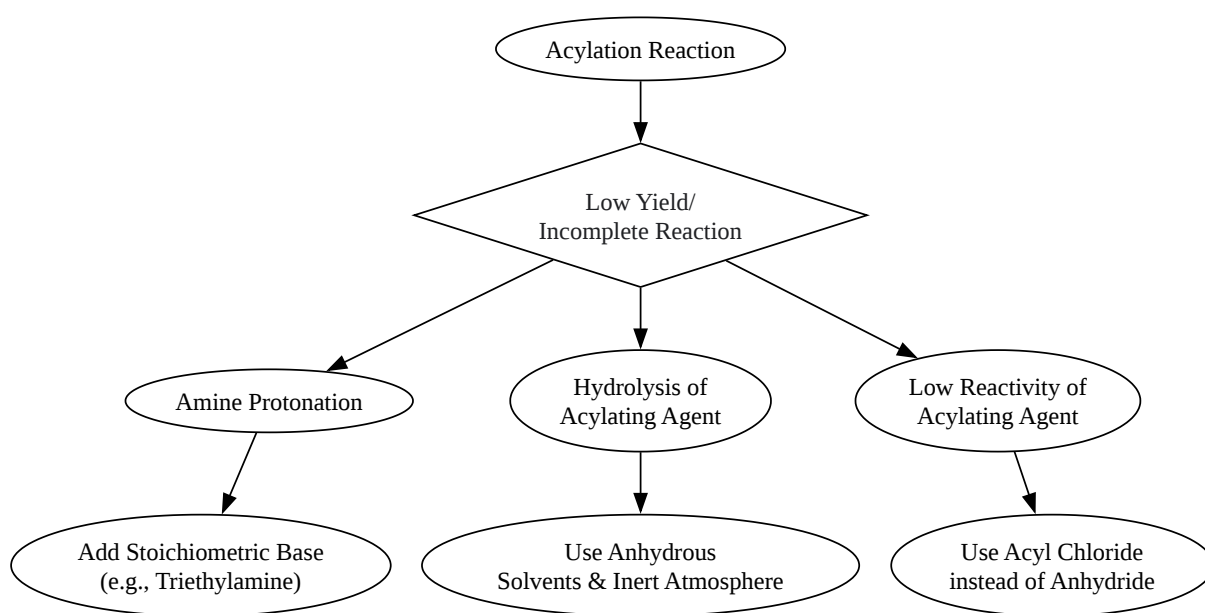 Acylation Reaction
Low Yield/
Incomplete Reaction
Amine Protonation
Hydrolysis of
Acylating Agent
Low Reactivity of
Acylating Agent
Add Stoichiometric Base
(e.g., Triethylamine)
Use Anhydrous
Solvents & Inert Atmosphere
Use Acyl Chloride
instead of Anhydride